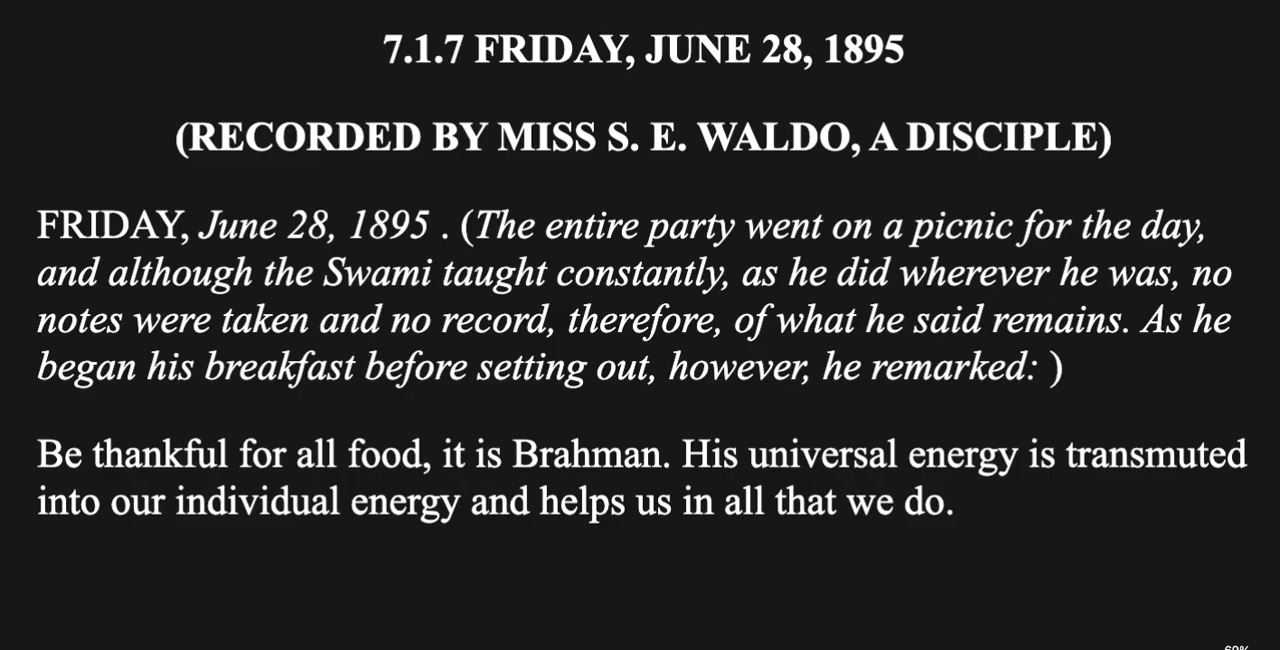 7.1.7 FRIDAY, JUNE 28, 1895
(RECORDED BY MISS S. E. WALDO, A DISCIPLE)
FRIDAY, June 28, 1895 . (The entire party went on a picnic for the day,
and although the Swami taught constantly, as he did wherever he was, no
notes were taken and no record, therefore, of what he said remains. As he
began his breakfast before setting out, however, he remarked: )
Be thankful for all food, it is Brahman. His universal energy is transmuted
into our individual energy and helps us in all that we do.